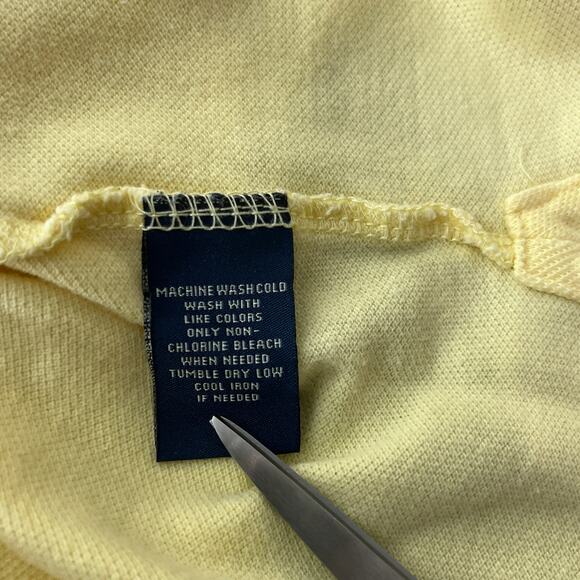 MACHINE WASH COLD
WASH WITH
LIKE COLORS
ONLY NON-
CHLORINE BLEACH
WHEN NEEDED
TUMBLE DRY LOW
COOL IRON
IF NEEDED